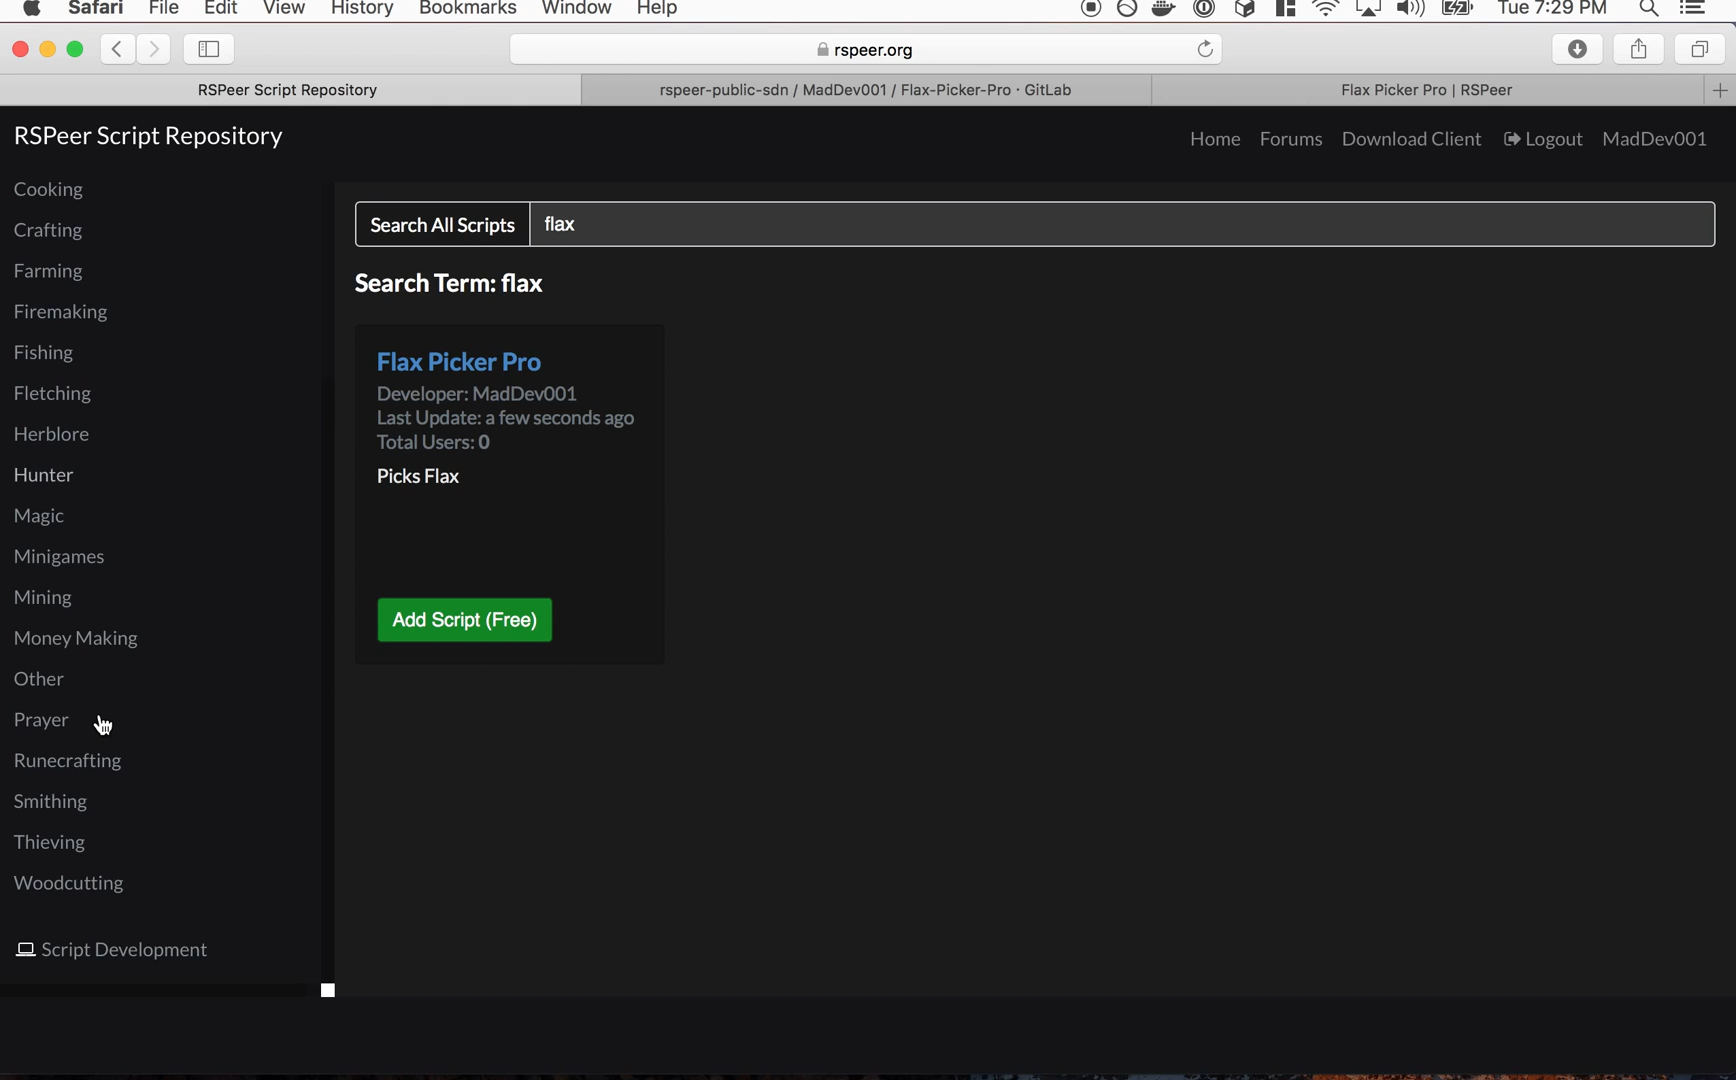 Safari File Edit View History Bookmarks Window Help Tue 7:29 PM
rspeer.org
RSPeer Script Repository
rspeer-public-sdn / MadDev001 / Flax-Picker-Pro · GitLab
Flax Picker Pro | RSPeer
RSPeer Script Repository
Home Forums Download Client Logout MadDev001
Cooking
Crafting
Farming
Firemaking
Fishing
Fletching
Herblore
Hunter
Magic
Minigames
Mining
Money Making
Other
Prayer
Runecrafting
Smithing
Thieving
Woodcutting
Script Development
Search All Scripts flax
Search Term: flax
Flax Picker Pro
Developer: MadDev001
Last Update: a few seconds ago
Total Users: 0
Picks Flax
Add Script (Free)